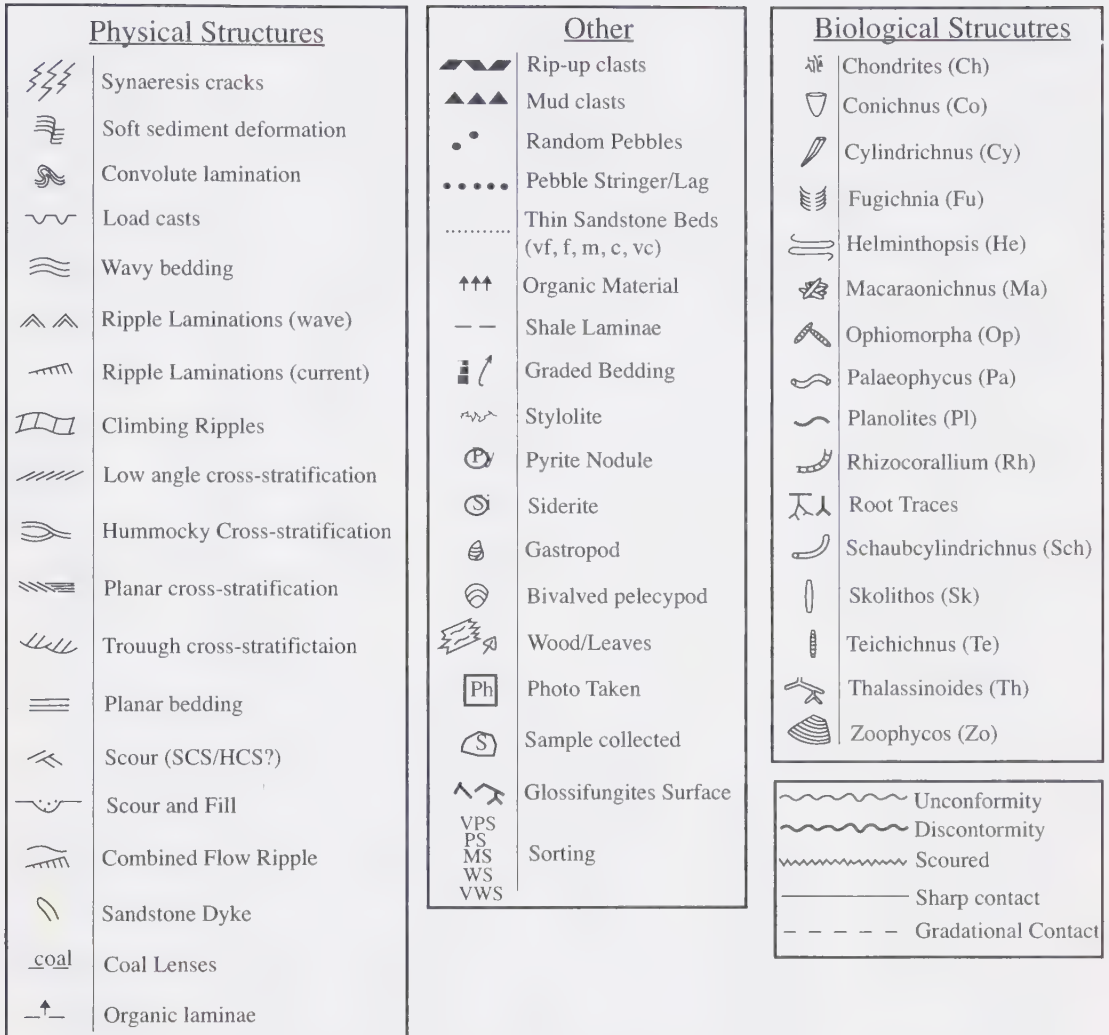 Physical Structures
Synaeresis cracks
Soft sediment deformation
Convolute lamination
Load casts
Wavy bedding
Ripple Laminations (wave)
Ripple Laminations (current)
Climbing Ripples
Low angle cross-stratification
Hummocky Cross-stratification
Planar cross-stratification
Trouugh cross-stratifictaion
Planar bedding
Scour (SCS/HCS?)
Scour and Fill
Combined Flow Ripple
Sandstone Dyke
coal Coal Lenses
Organic laminae
Other
Rip-up clasts
Mud clasts
Random Pebbles
Pebble Stringer/Lag
Thin Sandstone Beds
(vf, f, m, c, vc)
Organic Material
Shale Laminae
Graded Bedding
Stylolite
Py Pyrite Nodule
Si Siderite
Gastropod
Bivalved pelecypod
Wood/Leaves
Ph Photo Taken
S Sample collected
Glossifungites Surface
VPS
PS
MS Sorting
WS
VWS
Biological Strucutres
Chondrites (Ch)
Conichnus (Co)
Cylindrichnus (Cy)
Fugichnia (Fu)
Helminthopsis (He)
Macaraonichnus (Ma)
Ophiomorpha (Op)
Palaeophycus (Pa)
Planolites (Pl)
Rhizocorallium (Rh)
Root Traces
Schaubcylindrichnus (Sch)
Skolithos (Sk)
Teichichnus (Te)
Thalassinoides (Th)
Zoophycos (Zo)
Unconformity
Discontormity
Scoured
Sharp contact
Gradational Contact